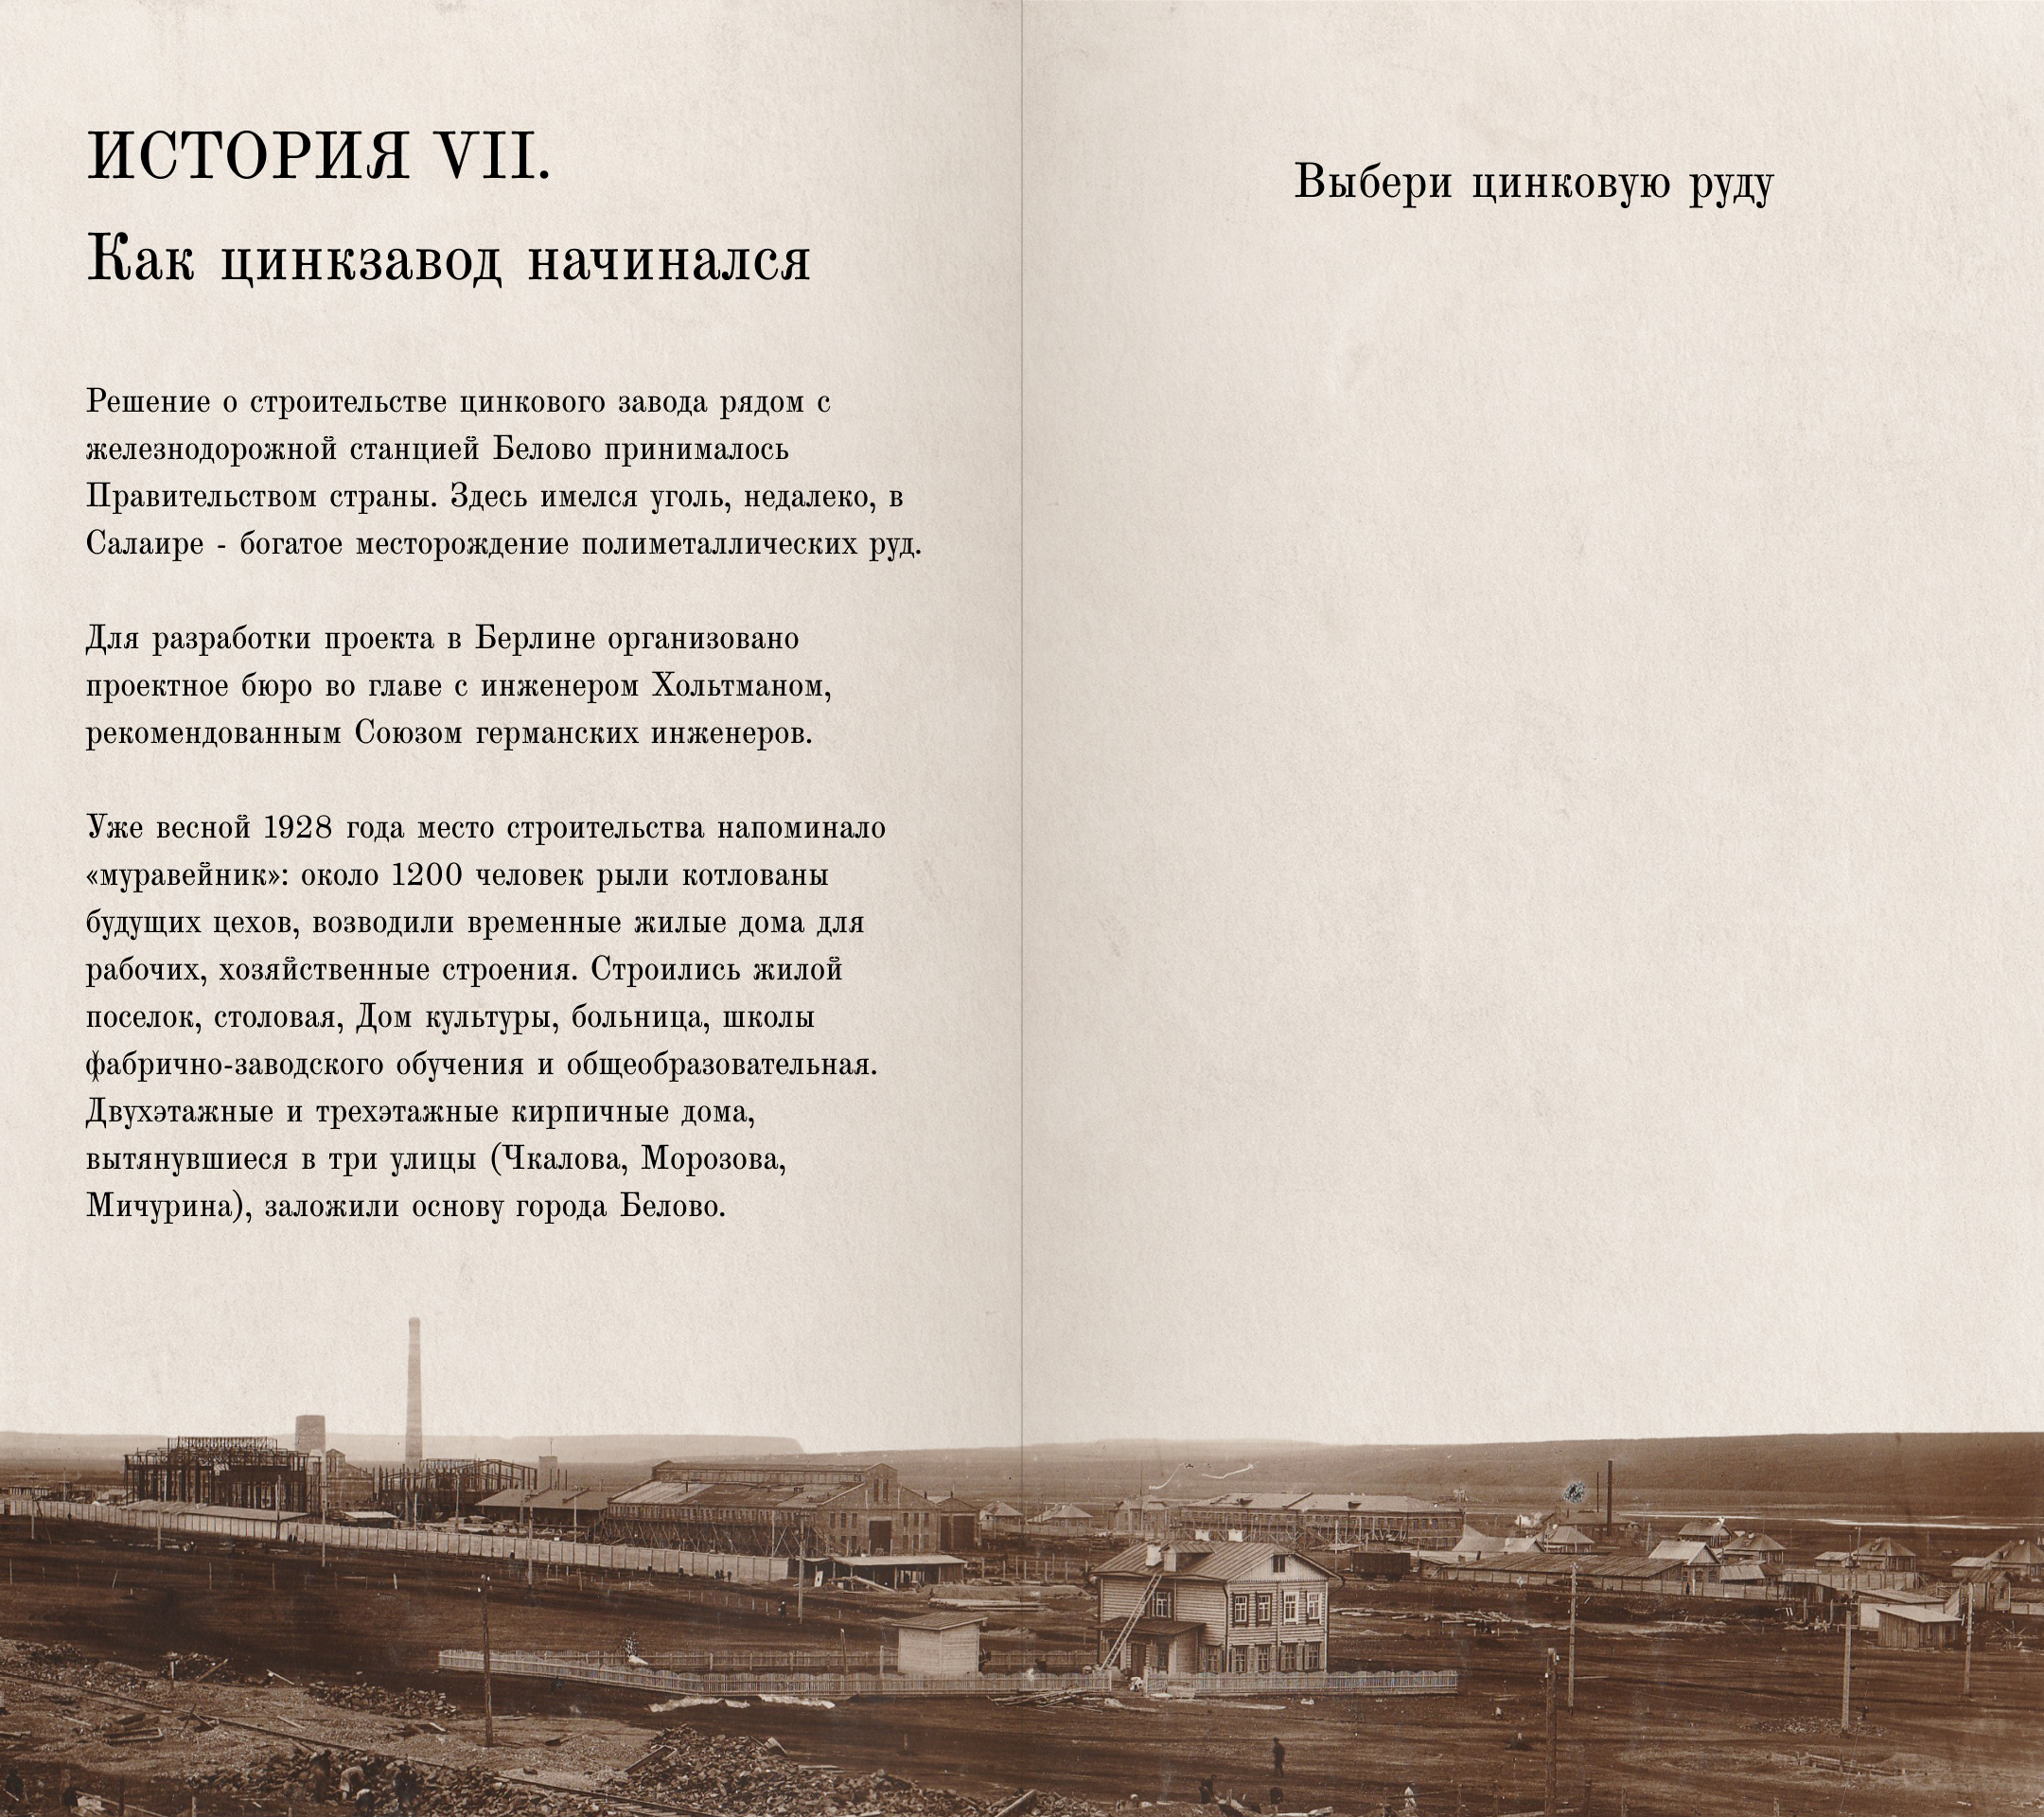 ИСТОРИЯ VII.
Как цинкзавод начинался
Решение о строительстве цинкового завода рядом с
железнодорожной станцией Белово принималось
Правительством страны. Здесь имелся уголь, недалеко, в
Салаире - богатое месторождение полиметаллических руд.
Для разработки проекта в Берлине организовано
проектное бюро во главе с инженером Хольтманом,
рекомендованным Союзом германских инженеров.
Уже весной 1928 года место строительства напоминало
«муравейник»: около 1200 человек рыли котлованы
будущих цехов, возводили временные жилые дома для
рабочих, хозяйственные строения. Строились жилой
поселок, столовая, Дом культуры, больница, школы
фабрично-заводского обучения и общеобразовательная.
Двухэтажные и трехэтажные кирпичные дома,
вытянувшиеся в три улицы (Чкалова, Морозова,
Мичурина), заложили основу города Белово.
Выбери цинковую руду